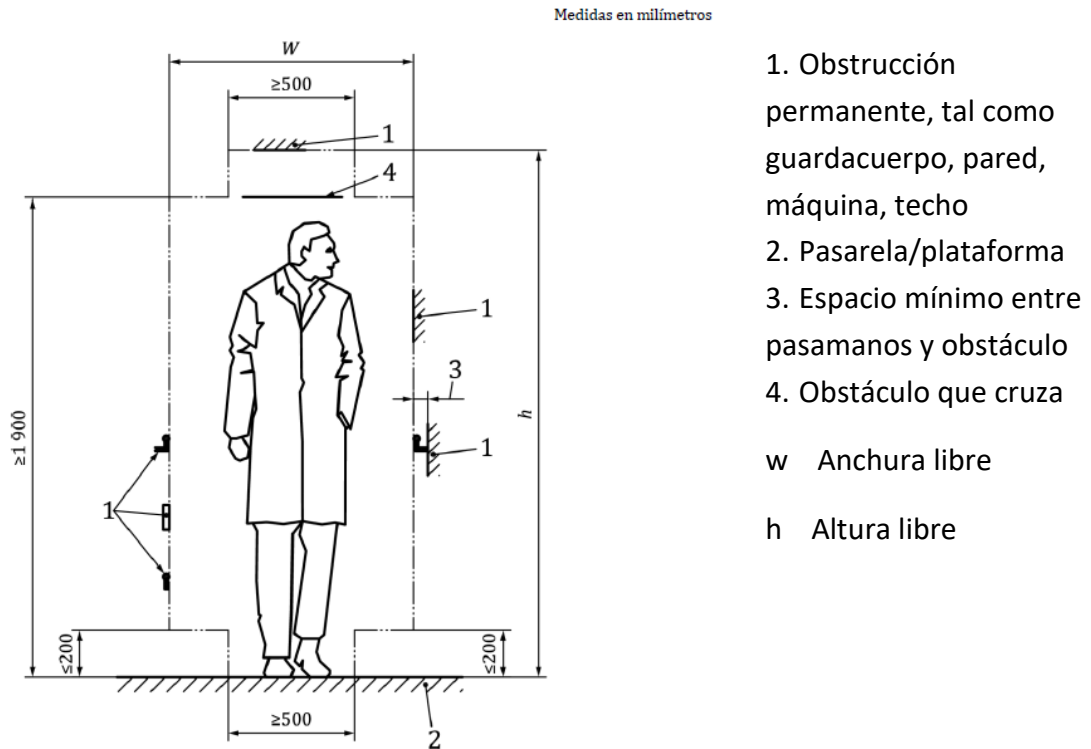 Medidas en milímetros
w
≥500
1
4
1
3
1
1
≥1 900
h
≤200
≤200
≥500
2
1. Obstrucción
permanente, tal como
guardacuerpo, pared,
máquina, techo
2. Pasarela/plataforma
3. Espacio mínimo entre
pasamanos y obstáculo
4. Obstáculo que cruza
w Anchura libre
h Altura libre